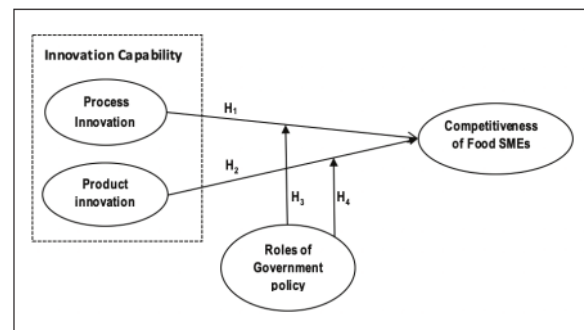 Innovation Capability
Process
Innovation
H1
Competitiveness
of Food SMEs
Product
innovation
H2
H3
H4
Roles of
Government
policy